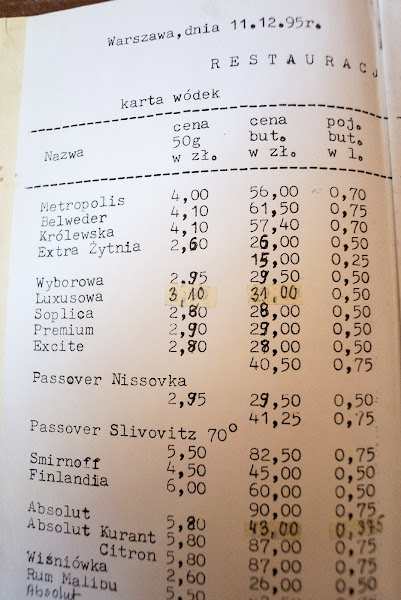 Warszawa,dnia 11.12.95r.
R E S T A U R A C J
karta wódek
Nazwa cena 50g w zł. cena but. w zł. poj. but. w l.
Metropolis 4,00 56,00 0,70
Belweder 4,10 61,50 0,75
Królewska 4,10 57,40 0,70
Extra Żytnia 2,60 26,00 0,50
15,00 0,25
Wyborowa 2,95 29,50 0,50
Luxusowa 3,10 31,00 0,50
Soplica 2,80 28,00 0,50
Premium 2,90 29,00 0,50
Excite 2,80 28,00 0,50
40,50 0,75
Passover Nissovka
2,95 29,50 0,50
41,25 0,75
Passover Slivovitz 70°
5,50 82,50 0,75
Smirnoff 4,50 45,00 0,50
Finlandia 6,00 60,00 0,50
90,00 0,75
Absolut 5,80 43,00 0,375
Absolut Kurant 5,80 87,00 0,75
Citron 5,80 87,00 0,75
Wiśniówka 2,60 26,00 0,50
Rum Malibu 5,50
Absolut